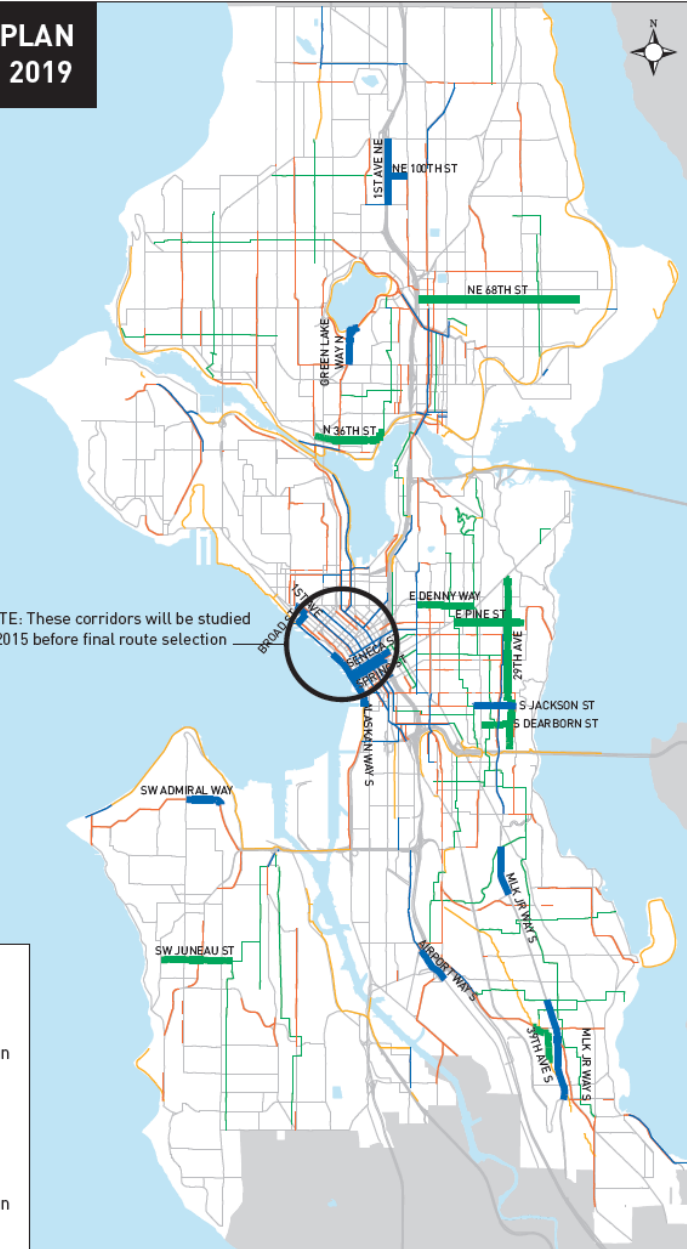 PLAN
2019
N
1ST AVE NE
NE 100TH ST
NE 68TH ST
GREEN LAKE
WAY N
N 36TH ST
TE: These corridors will be studied
2015 before final route selection
1ST AVE
BROAD ST
E DENNY WAY
E PINE ST
SENECA ST
SPRING ST
29TH AVE
S JACKSON ST
S DEARBORN ST
ALASKAN WAY S
SW ADMIRAL WAY
MLK JR WAY S
SW JUNEAU ST
AIRPORT WAY S
39TH AVE S
MLK JR WAY S
n
n